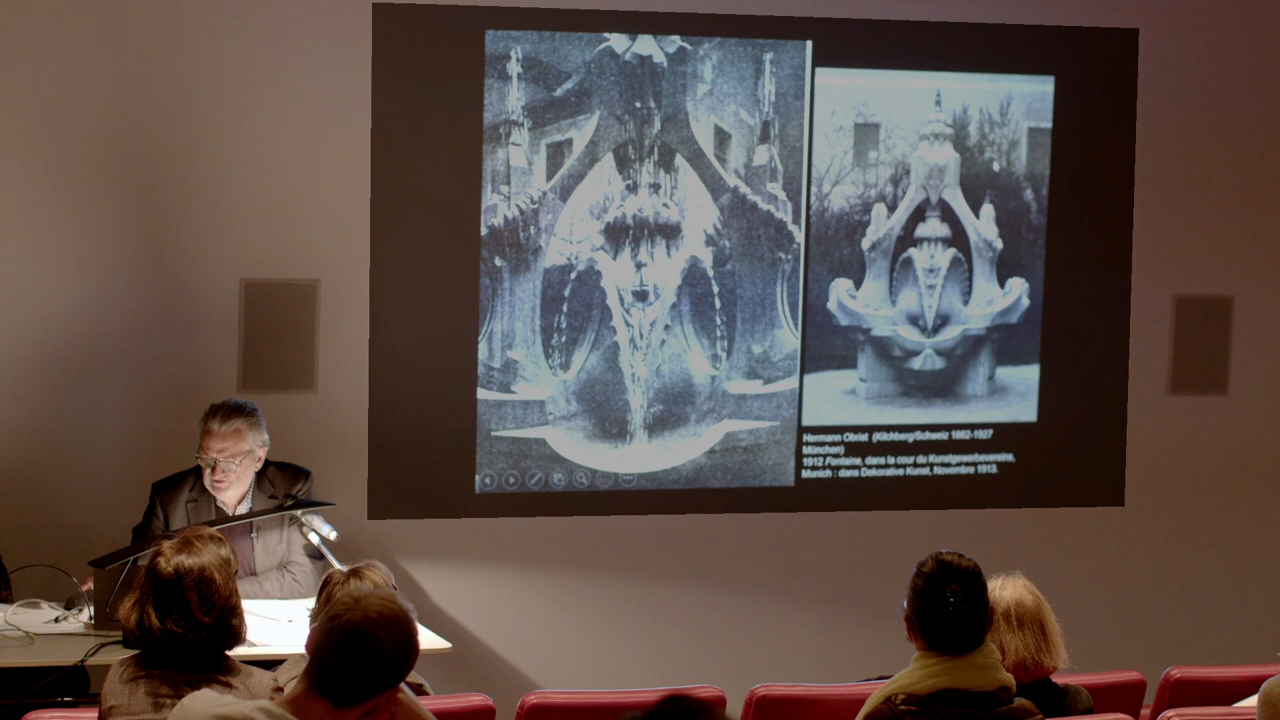 Hermann Obrist (Kilchberg/Schweiz 1862-1927
München)
1912 Fontaine, dans la cour du Kunstgewerbevereins,
Munich : dans Dekorative Kunst, Novembre 1913.